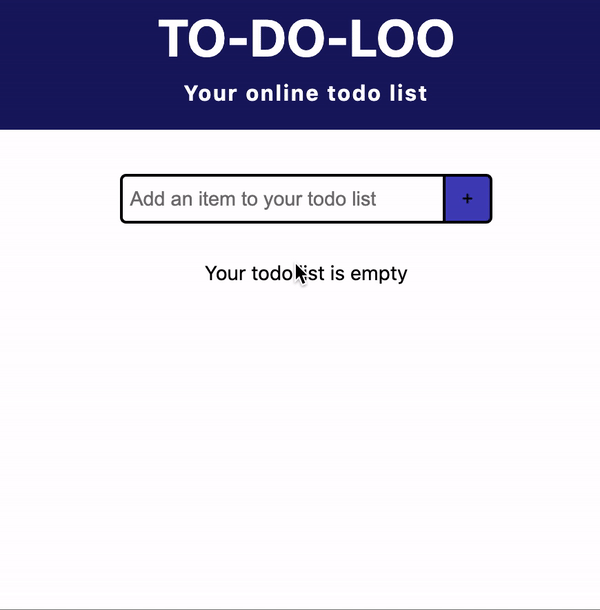 TO-DO-LOO
Your online todo list
Add an item to your todo list
+
Your todo list is empty